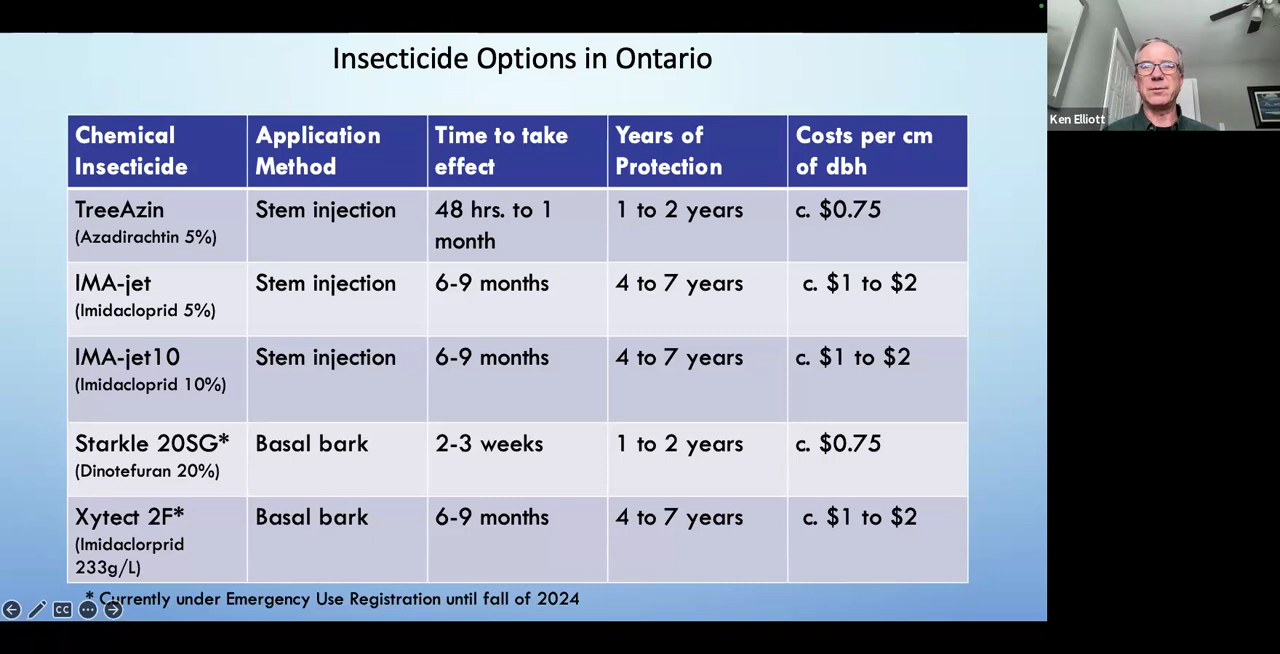 Insecticide Options in Ontario
Chemical Insecticide
Application Method
Time to take effect
Years of Protection
Costs per cm of dbh
TreeAzin
(Azadirachtin 5%)
Stem injection
48 hrs. to 1 month
1 to 2 years
c. $0.75
IMA-jet
(Imidacloprid 5%)
Stem injection
6-9 months
4 to 7 years
c. $1 to $2
IMA-jet10
(Imidacloprid 10%)
Stem injection
6-9 months
4 to 7 years
c. $1 to $2
Starkle 20SG*
(Dinotefuran 20%)
Basal bark
2-3 weeks
1 to 2 years
c. $0.75
Xytect 2F*
(Imidaclorprid 233g/L)
Basal bark
6-9 months
4 to 7 years
c. $1 to $2
* Currently under Emergency Use Registration until fall of 2024
CC
Ken Elliott